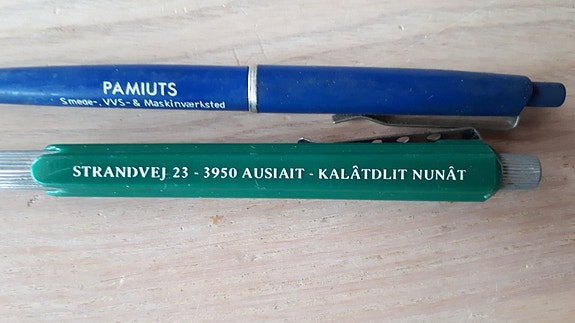 PAMIUTS
Smede-, VVS- & Maskinværksted
STRANDVEJ 23 - 3950 AUSIAIT - KALÂTDLIT NUNÂT